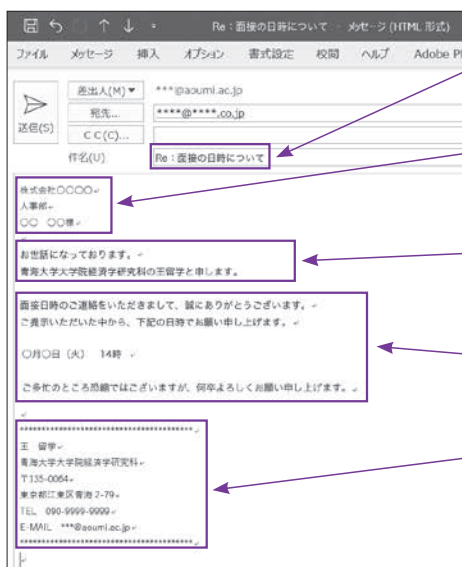 Re：面接の日時について - メッセージ (HTML 形式)
ファイル メッセージ 挿入 オプション 書式設定 校閲 ヘルプ Adobe P
送信(S)
差出人(M) ***@aoumi.ac.jp
宛先... ****@****.co.jp
C C (C)...
件名(U) Re：面接の日時について
株式会社〇〇〇〇
人事部
〇〇 〇〇様
お世話になっております。
青海大学大学院経済学研究科の王留学と申します。
面接日時のご連絡をいただきまして、誠にありがとうございます。
ご提示いただいた中から、下記の日時でお願い申し上げます。
〇月〇日（火） 14時
ご多忙のところ恐縮ではございますが、何卒よろしくお願い申し上げます。
******************************************
王 留学
青海大学大学院経済学研究科
〒135-0064
東京都江東区青海 2-79
TEL 090-9999-9999
E-MAIL ***@aoumi.ac.jp
******************************************